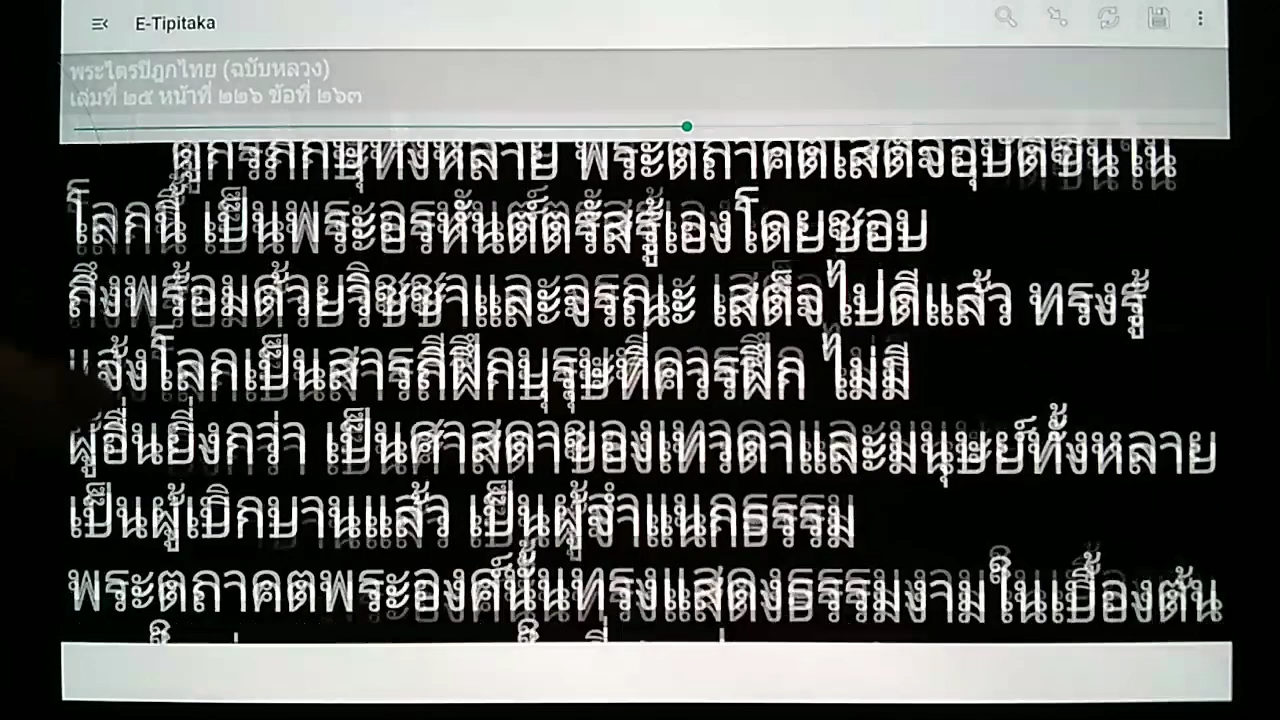 E-Tipitaka
พระไตรปิฎกไทย (ฉบับหลวง)
เล่มที่ ๒๕ หน้าที่ ๒๒๖ ข้อที่ ๒๖๓
ดูกรภิกษุทั้งหลาย พระตถาคตเสด็จอุบัติขึ้นใน
โลกนี้ เป็นพระอรหันต์ตรัสรู้เองโดยชอบ
ถึงพร้อมด้วยวิชชาและจรณะ เสด็จไปดีแล้ว ทรงรู้
แจ้งโลกเป็นสารถีฝึกบุรุษที่ควรฝึก ไม่มี
ผู้อื่นยิ่งกว่า เป็นศาสดาของเทวดาและมนุษย์ทั้งหลาย
เป็นผู้เบิกบานแล้ว เป็นผู้จำแนกธรรม
พระตถาคตพระองค์นั้นทรงแสดงธรรมงามในเบื้องต้น